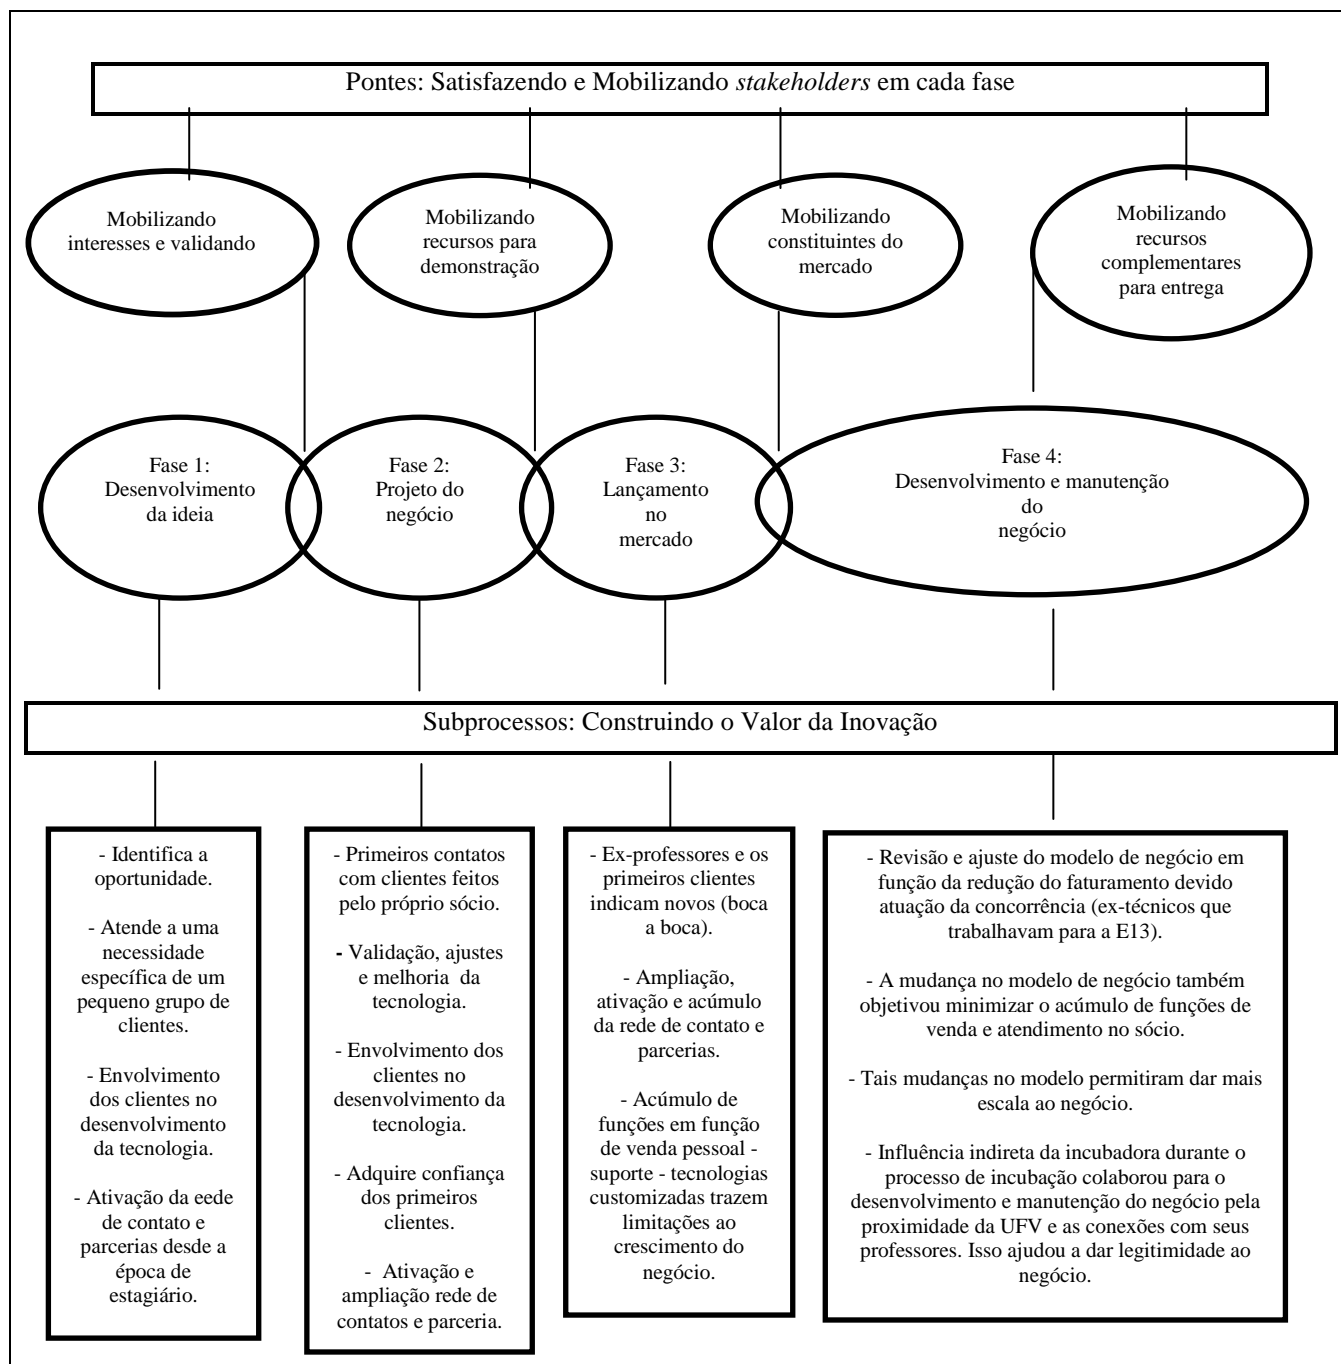 Pontes: Satisfazendo e Mobilizando stakeholders em cada fase
Mobilizando
interesses e validando
Mobilizando
recursos para
demonstração
Mobilizando
constituintes do
mercado
Mobilizando
recursos
complementares
para entrega
Fase 1:
Desenvolvimento
da ideia
Fase 2:
Projeto do
negócio
Fase 3:
Lançamento
no
mercado
Fase 4:
Desenvolvimento e manutenção
do
negócio
Subprocessos: Construindo o Valor da Inovação
- Identifica a
oportunidade.
- Atende a uma
necessidade
específica de um
pequeno grupo de
clientes.
- Envolvimento
dos clientes no
desenvolvimento
da tecnologia.
- Ativação da eede
de contato e
parcerias desde a
época de
estagiário.
- Primeiros contatos
com clientes feitos
pelo próprio sócio.
- Validação, ajustes
e melhoria da
tecnologia.
- Envolvimento dos
clientes no
desenvolvimento da
tecnologia.
- Adquire confiança
dos primeiros
clientes.
- Ativação e
ampliação rede de
contatos e parceria.
- Ex-professores e os
primeiros clientes
indicam novos (boca
a boca).
- Ampliação,
ativação e acúmulo
da rede de contato e
parcerias.
- Acúmulo de
funções em função
de venda pessoal -
suporte - tecnologias
customizadas trazem
limitações ao
crescimento do
negócio.
- Revisão e ajuste do modelo de negócio em
função da redução do faturamento devido
atuação da concorrência (ex-técnicos que
trabalhavam para a E13).
- A mudança no modelo de negócio também
objetivou minimizar o acúmulo de funções de
venda e atendimento no sócio.
- Tais mudanças no modelo permitiram dar mais
escala ao negócio.
- Influência indireta da incubadora durante o
processo de incubação colaborou para o
desenvolvimento e manutenção do negócio pela
proximidade da UFV e as conexões com seus
professores. Isso ajudou a dar legitimidade ao
negócio.